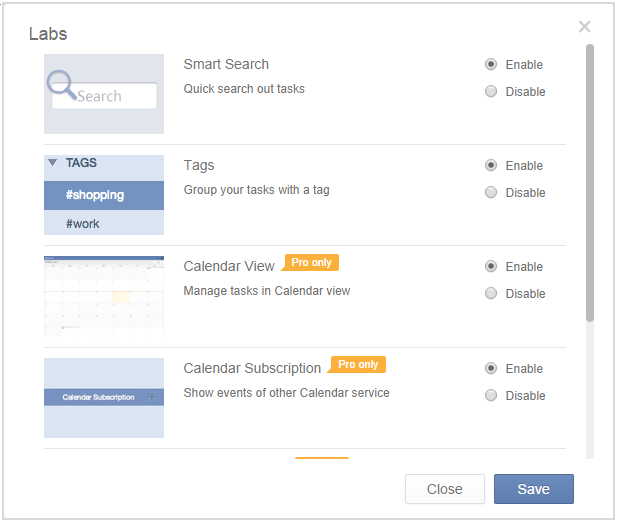 Labs
Search
Smart Search
Quick search out tasks
Enable
Disable
TAGS
#shopping
#work
Tags
Group your tasks with a tag
Enable
Disable
Calendar View
Pro only
Manage tasks in Calendar view
Enable
Disable
Calendar Subscription +
Calendar Subscription
Pro only
Show events of other Calendar service
Enable
Disable
Close
Save